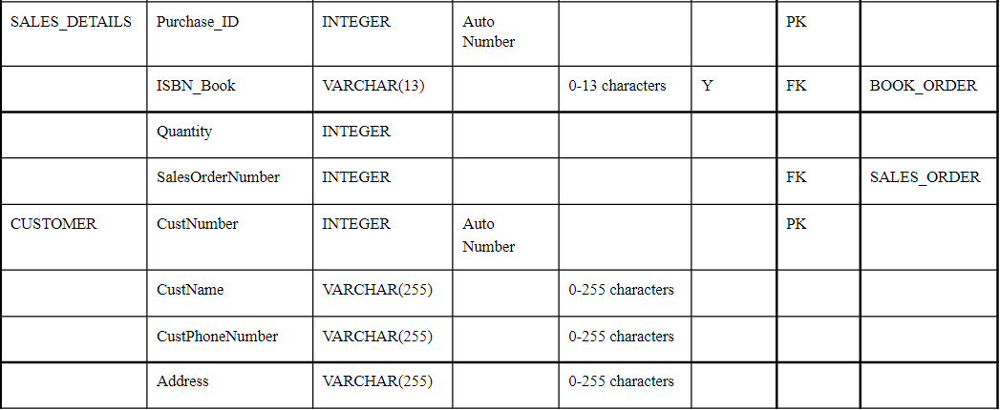 SALES_DETAILS Purchase_ID INTEGER Auto Number PK
ISBN_Book VARCHAR(13) 0-13 characters Y FK BOOK_ORDER
Quantity INTEGER
SalesOrderNumber INTEGER FK SALES_ORDER
CUSTOMER CustNumber INTEGER Auto Number PK
CustName VARCHAR(255) 0-255 characters
CustPhoneNumber VARCHAR(255) 0-255 characters
Address VARCHAR(255) 0-255 characters